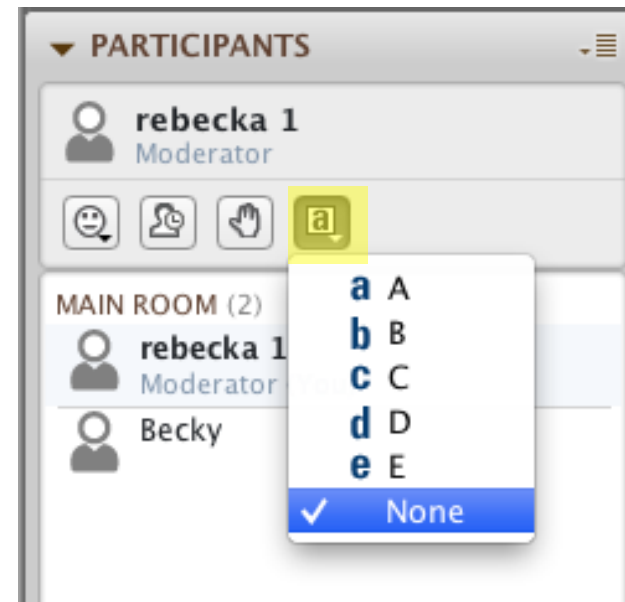 PARTICIPANTS
rebecka 1
Moderator
a
MAIN ROOM (2)
rebecka 1
Moderator
Becky
a A
b B
c C
d D
e E
None